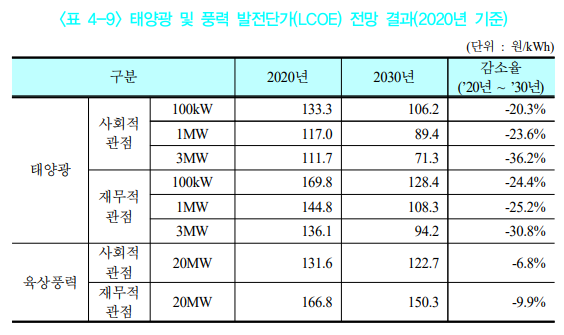 <표 4-9> 태양광 및 풍력 발전단가(LCOE) 전망 결과(2020년 기준)
(단위 : 원/kWh)
구분 2020년 2030년 감소율
('20년 ~ '30년)
태양광 사회적 관점 100kW 133.3 106.2 -20.3%
1MW 117.0 89.4 -23.6%
3MW 111.7 71.3 -36.2%
재무적 관점 100kW 169.8 128.4 -24.4%
1MW 144.8 108.3 -25.2%
3MW 136.1 94.2 -30.8%
육상풍력 사회적 관점 20MW 131.6 122.7 -6.8%
재무적 관점 20MW 166.8 150.3 -9.9%